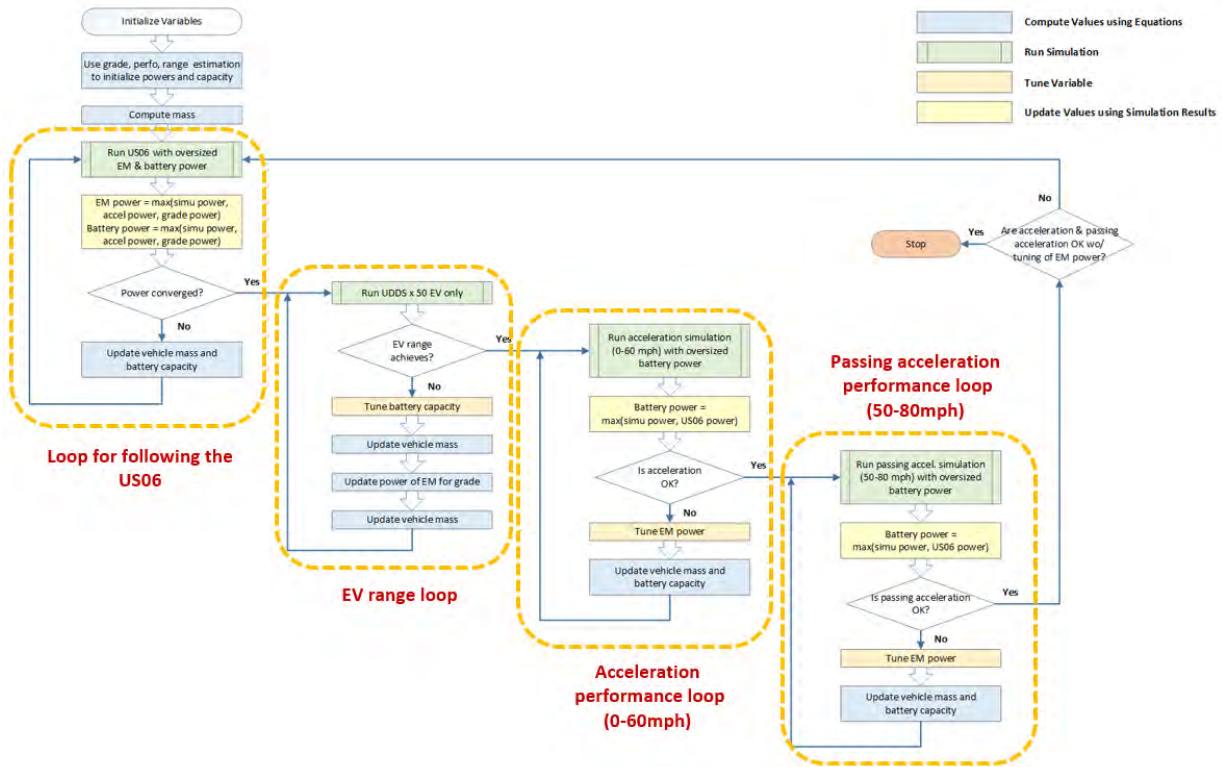 Initialize Variables
Use grade, perfo, range estimation
to initialize powers and capacity
Compute mass
Run US06 with oversized
EM & battery power
EM power = max(simu power,
accel power, grade power)
Battery power = max(simu power,
accel power, grade power)
Power converged?
Yes
No
Update vehicle mass and
battery capacity
Loop for following the
US06
Run UDDS x 50 EV only
EV range
achieves?
Yes
No
Tune battery capacity
Update vehicle mass
Update power of EM for grade
Update vehicle mass
EV range loop
Run acceleration simulation
(0-60 mph) with oversized
battery power
Battery power =
max(simu power, US06 power)
Is acceleration
OK?
Yes
No
Tune EM power
Update vehicle mass and
battery capacity
Acceleration
performance loop
(0-60mph)
Passing acceleration
performance loop
(50-80mph)
Run passing accel. simulation
(50-80 mph) with oversized
battery power
Battery power =
max(simu power, US06 power)
Is passing acceleration
OK?
Yes
No
Tune EM power
Update vehicle mass and
battery capacity
No
Are acceleration & passing
acceleration OK w/
tuning of EM power?
Yes
Stop
Compute Values using Equations
Run Simulation
Tune Variable
Update Values using Simulation Results